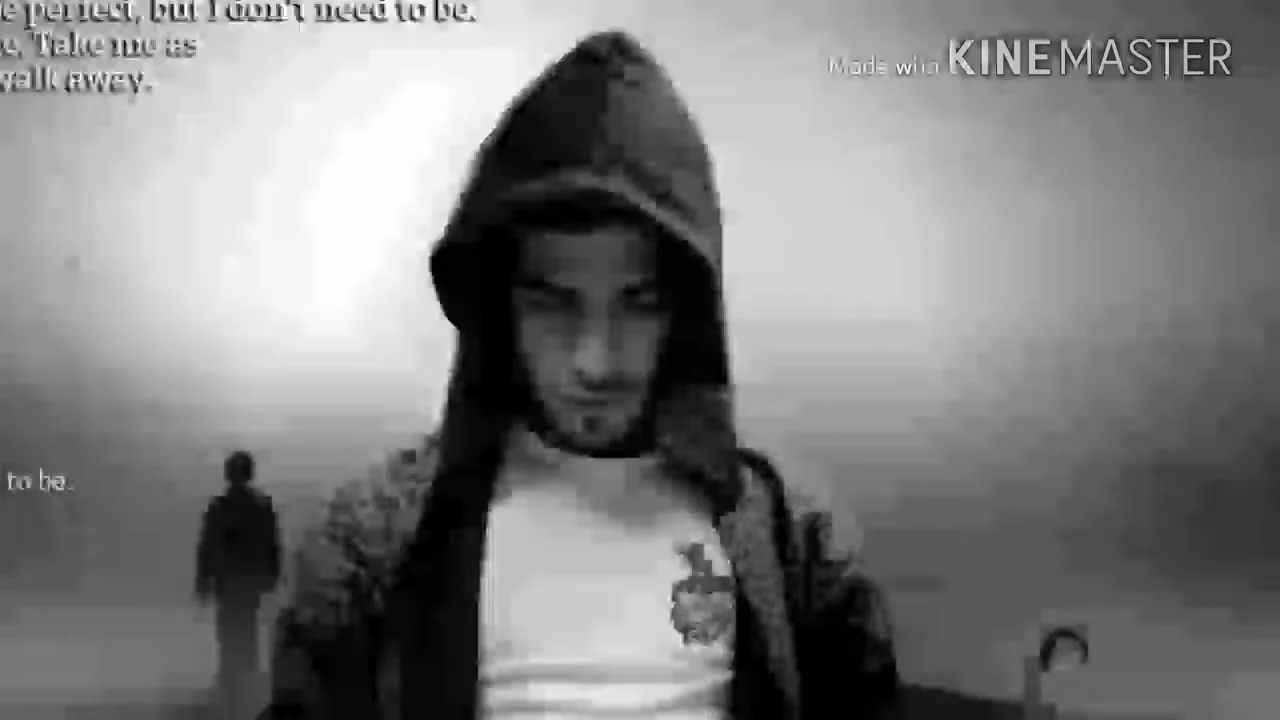 e perfect, but I don't need to be.
e. Take me as
walk away.
Made with KINEMASTER
to be.